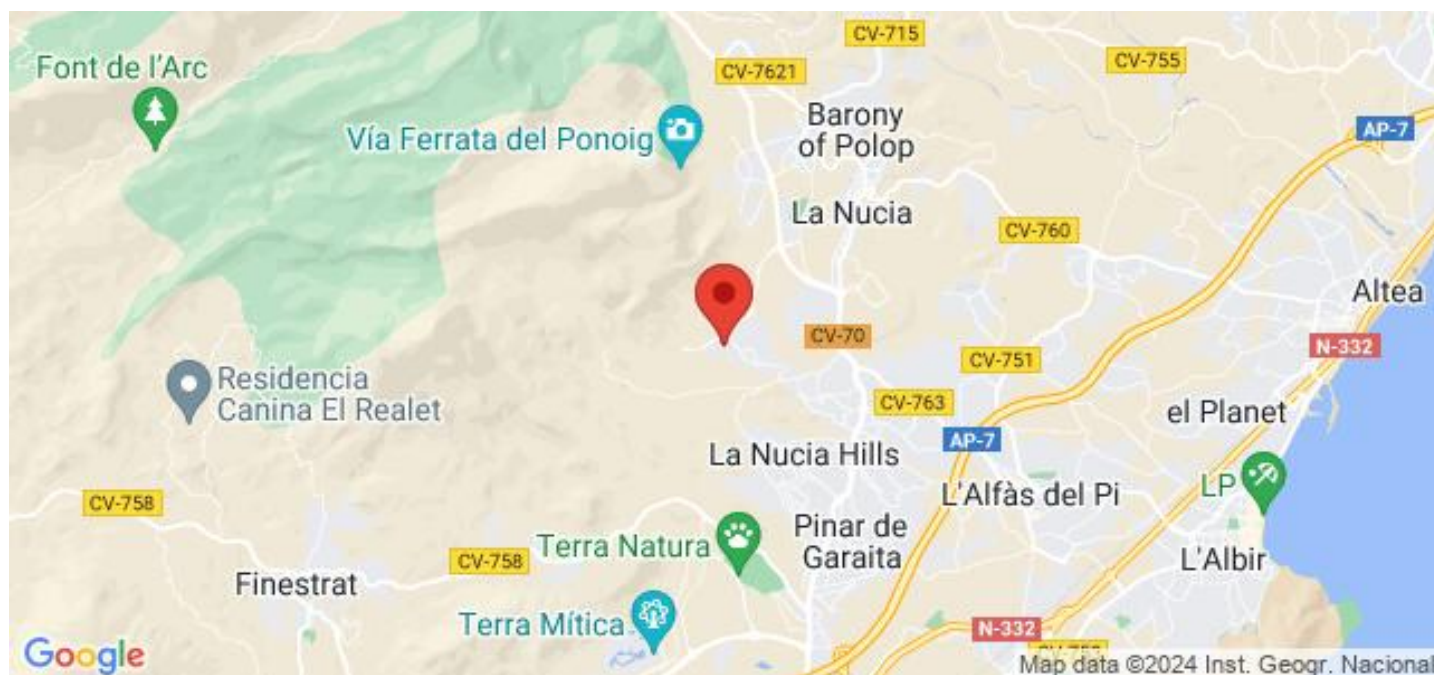 CV-715
Font de l'Arc
CV-7621
CV-755
Barony
of Polop
AP-7
Vía Ferrata del Ponoig
La Nucia
CV-760
Altea
CV-70
N-332
CV-751
Residencia
Canina El Realet
CV-763
el Planet
AP-7
La Nucia Hills
LP
L'Alfàs del Pi
CV-758
Pinar de
Garaita
Terra Natura
L'Albir
CV-758
Finestrat
Terra Mítica
N-332
Google
Map data ©2024 Inst. Geogr. Nacional